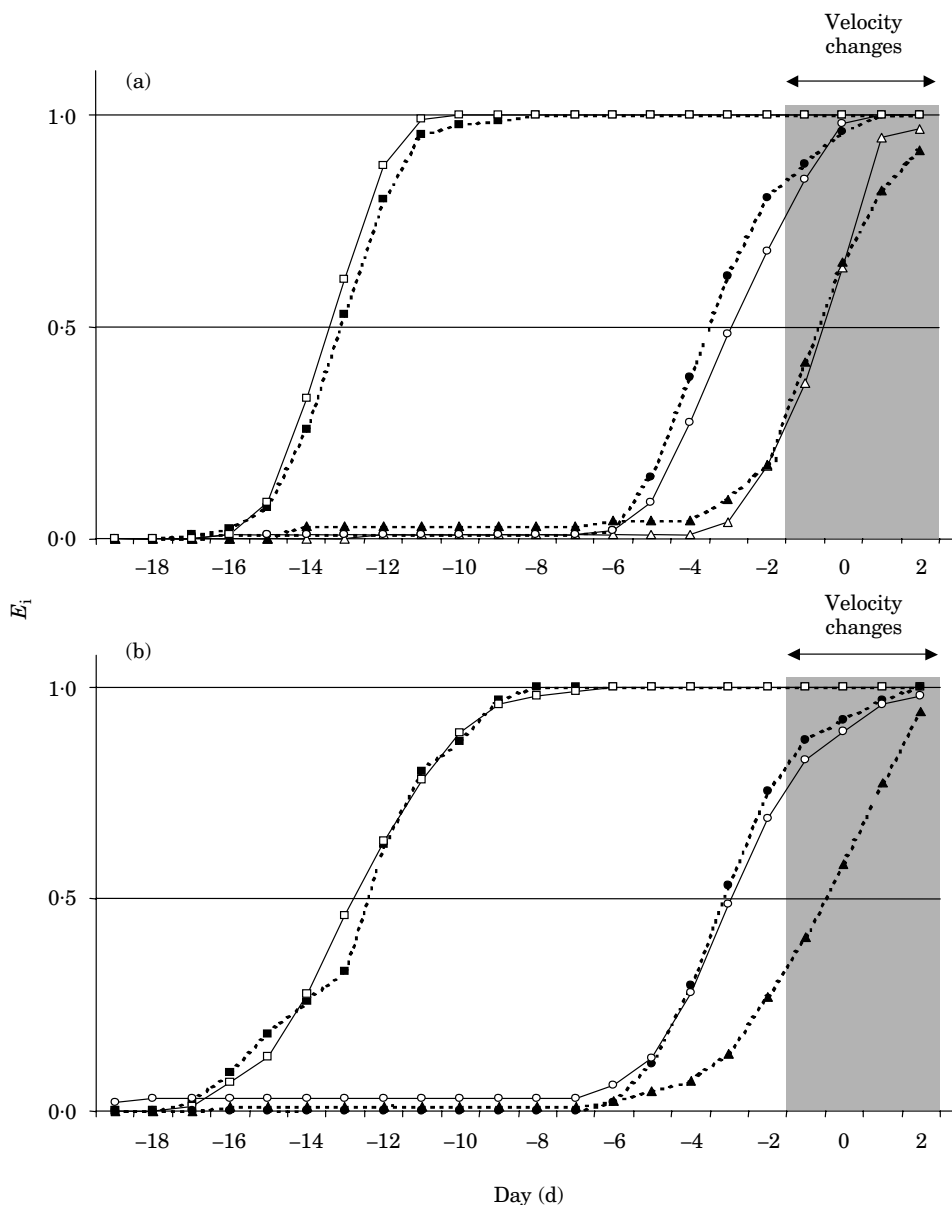 Velocity
changes
(a)
1·0
0·5
0·0
–18 –16 –14 –12 –10 –8 –6 –4 –2 0 2
Ei
Velocity
changes
(b)
1·0
0·5
0·0
–18 –16 –14 –12 –10 –8 –6 –4 –2 0 2
Day (d)